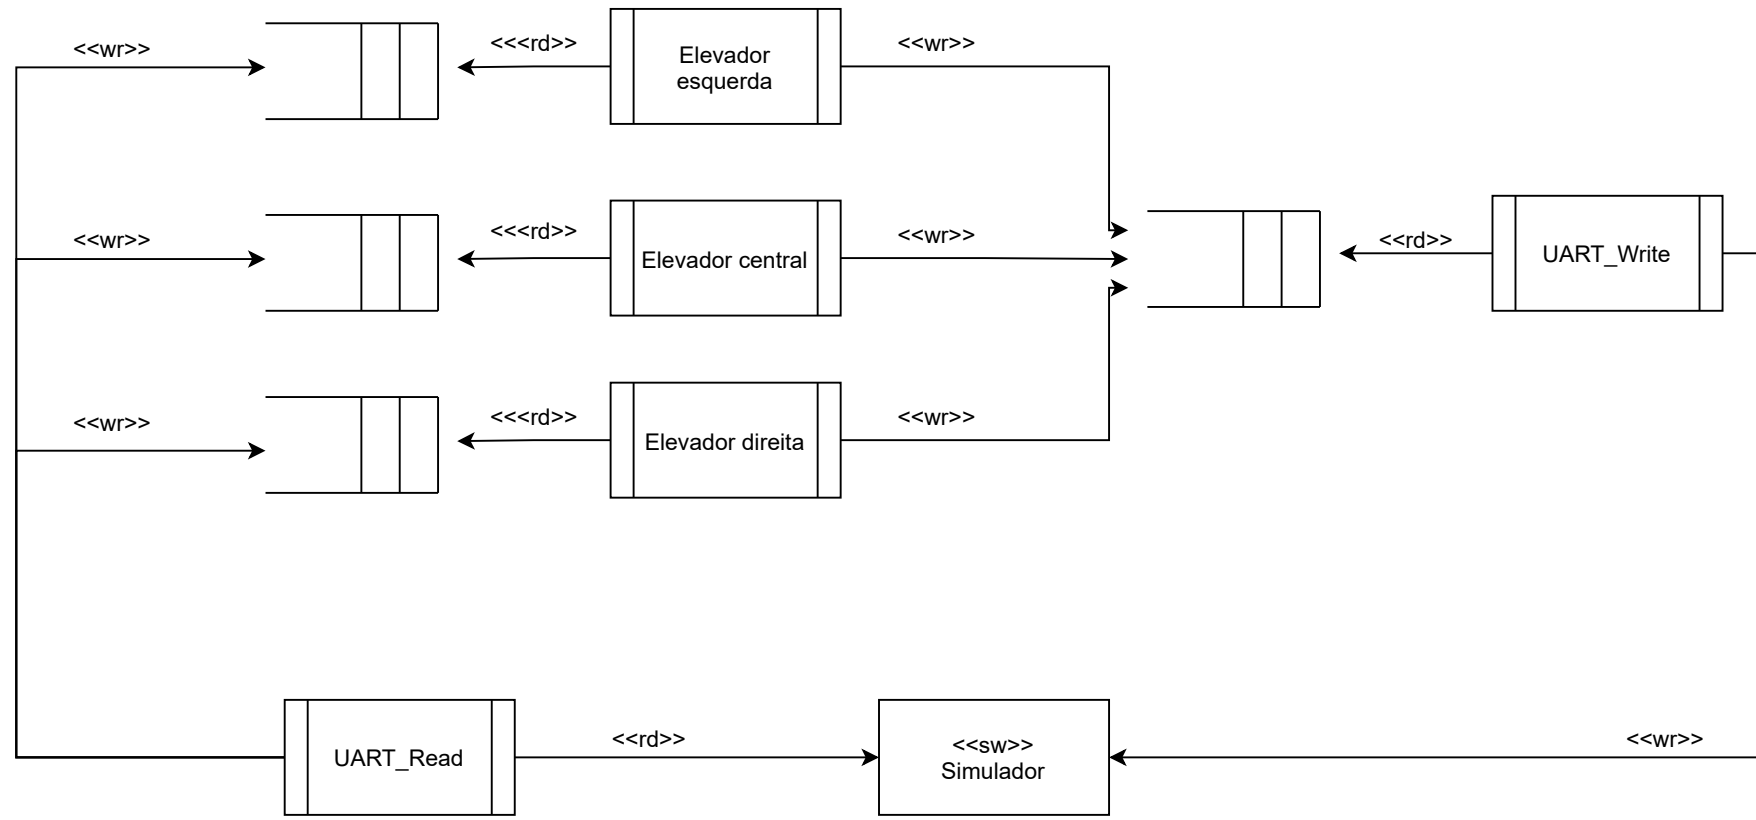 <<wr>>
<<<rd>>
Elevador
esquerda
<<wr>>
<<wr>>
<<<rd>>
Elevador central
<<wr>>
<<rd>>
UART_Write
<<wr>>
<<<rd>>
Elevador direita
<<wr>>
UART_Read
<<rd>>
<<sw>>
Simulador
<<wr>>